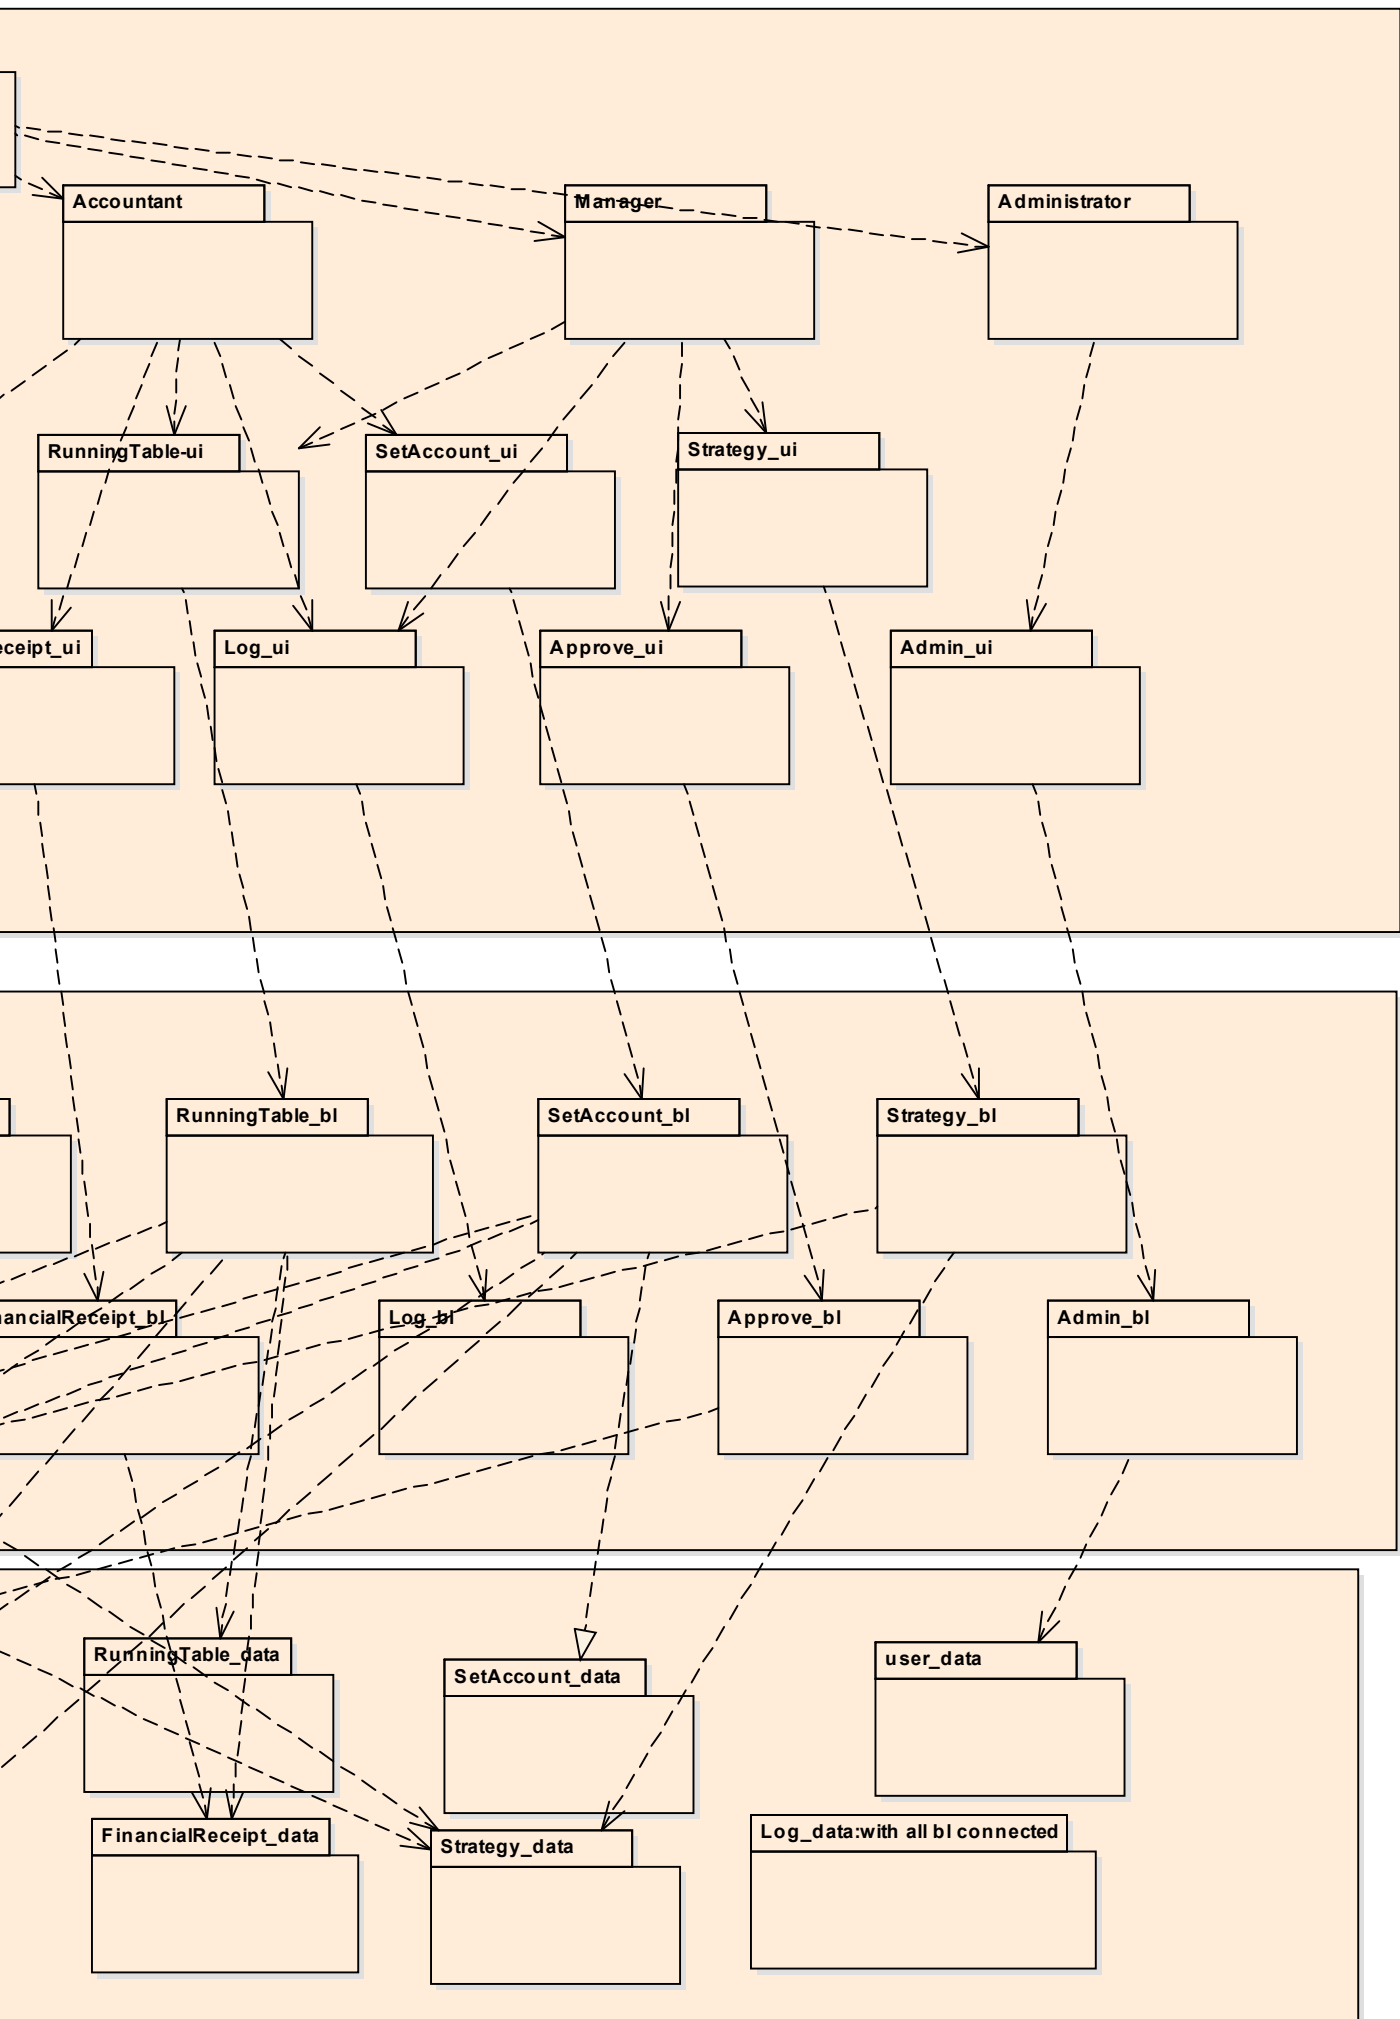 Accountant
Manager
Administrator
RunningTable-ui
SetAccount_ui
Strategy_ui
eceipt_ui
Log_ui
Approve_ui
Admin_ui
RunningTable_bl
SetAccount_bl
Strategy_bl
nancialReceipt_bl
Log_bl
Approve_bl
Admin_bl
RunningTable_data
SetAccount_data
user_data
FinancialReceipt_data
Strategy_data
Log_data:with all bl connected